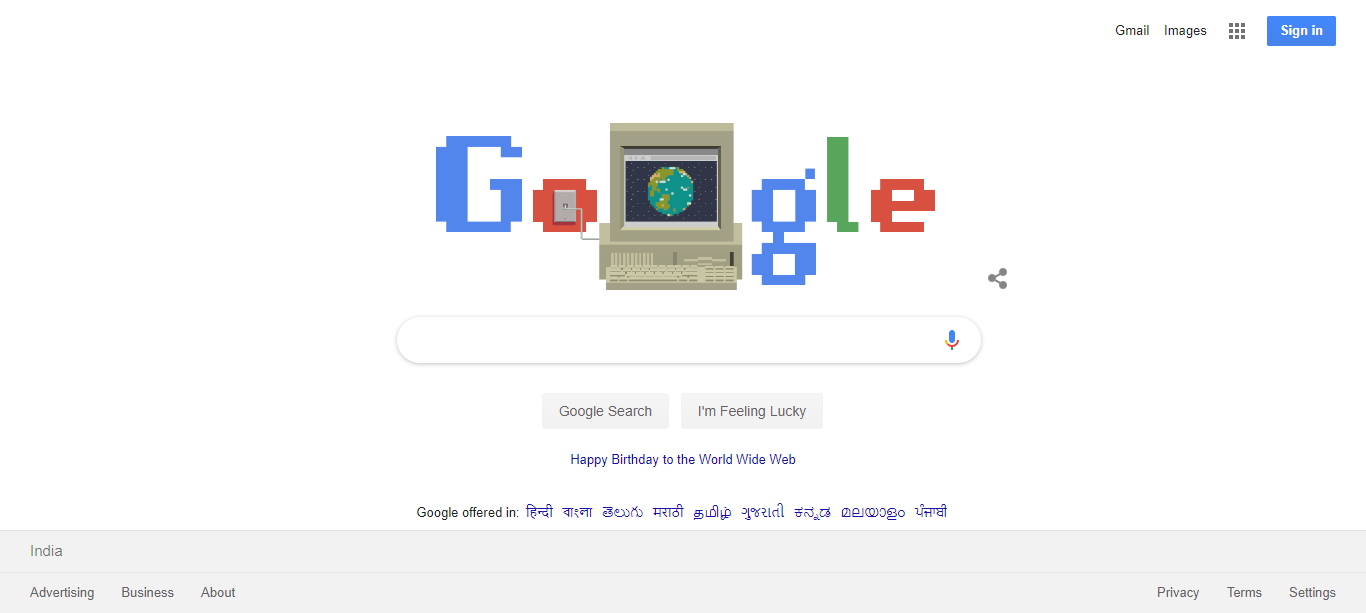 Gmail Images Sign in
Google
Google Search I'm Feeling Lucky
Happy Birthday to the World Wide Web
Google offered in: हिन्दी বাংলা తెలుగు मराठी தமிழ் ગુજરાતી ಕನ್ನಡ മലയാളം ਪੰਜਾਬੀ
India
Advertising Business About Privacy Terms Settings